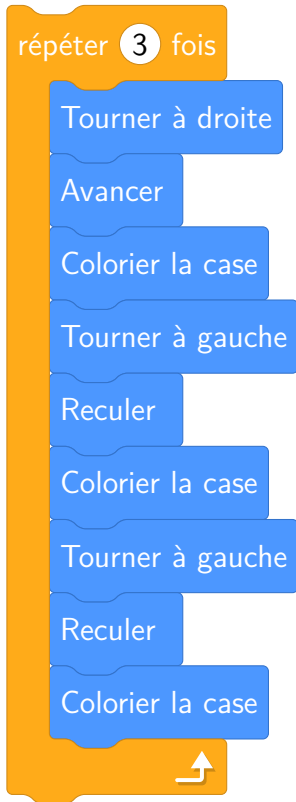 répéter 3 fois
Tourner à droite
Avancer
Colorier la case
Tourner à gauche
Reculer
Colorier la case
Tourner à gauche
Reculer
Colorier la case